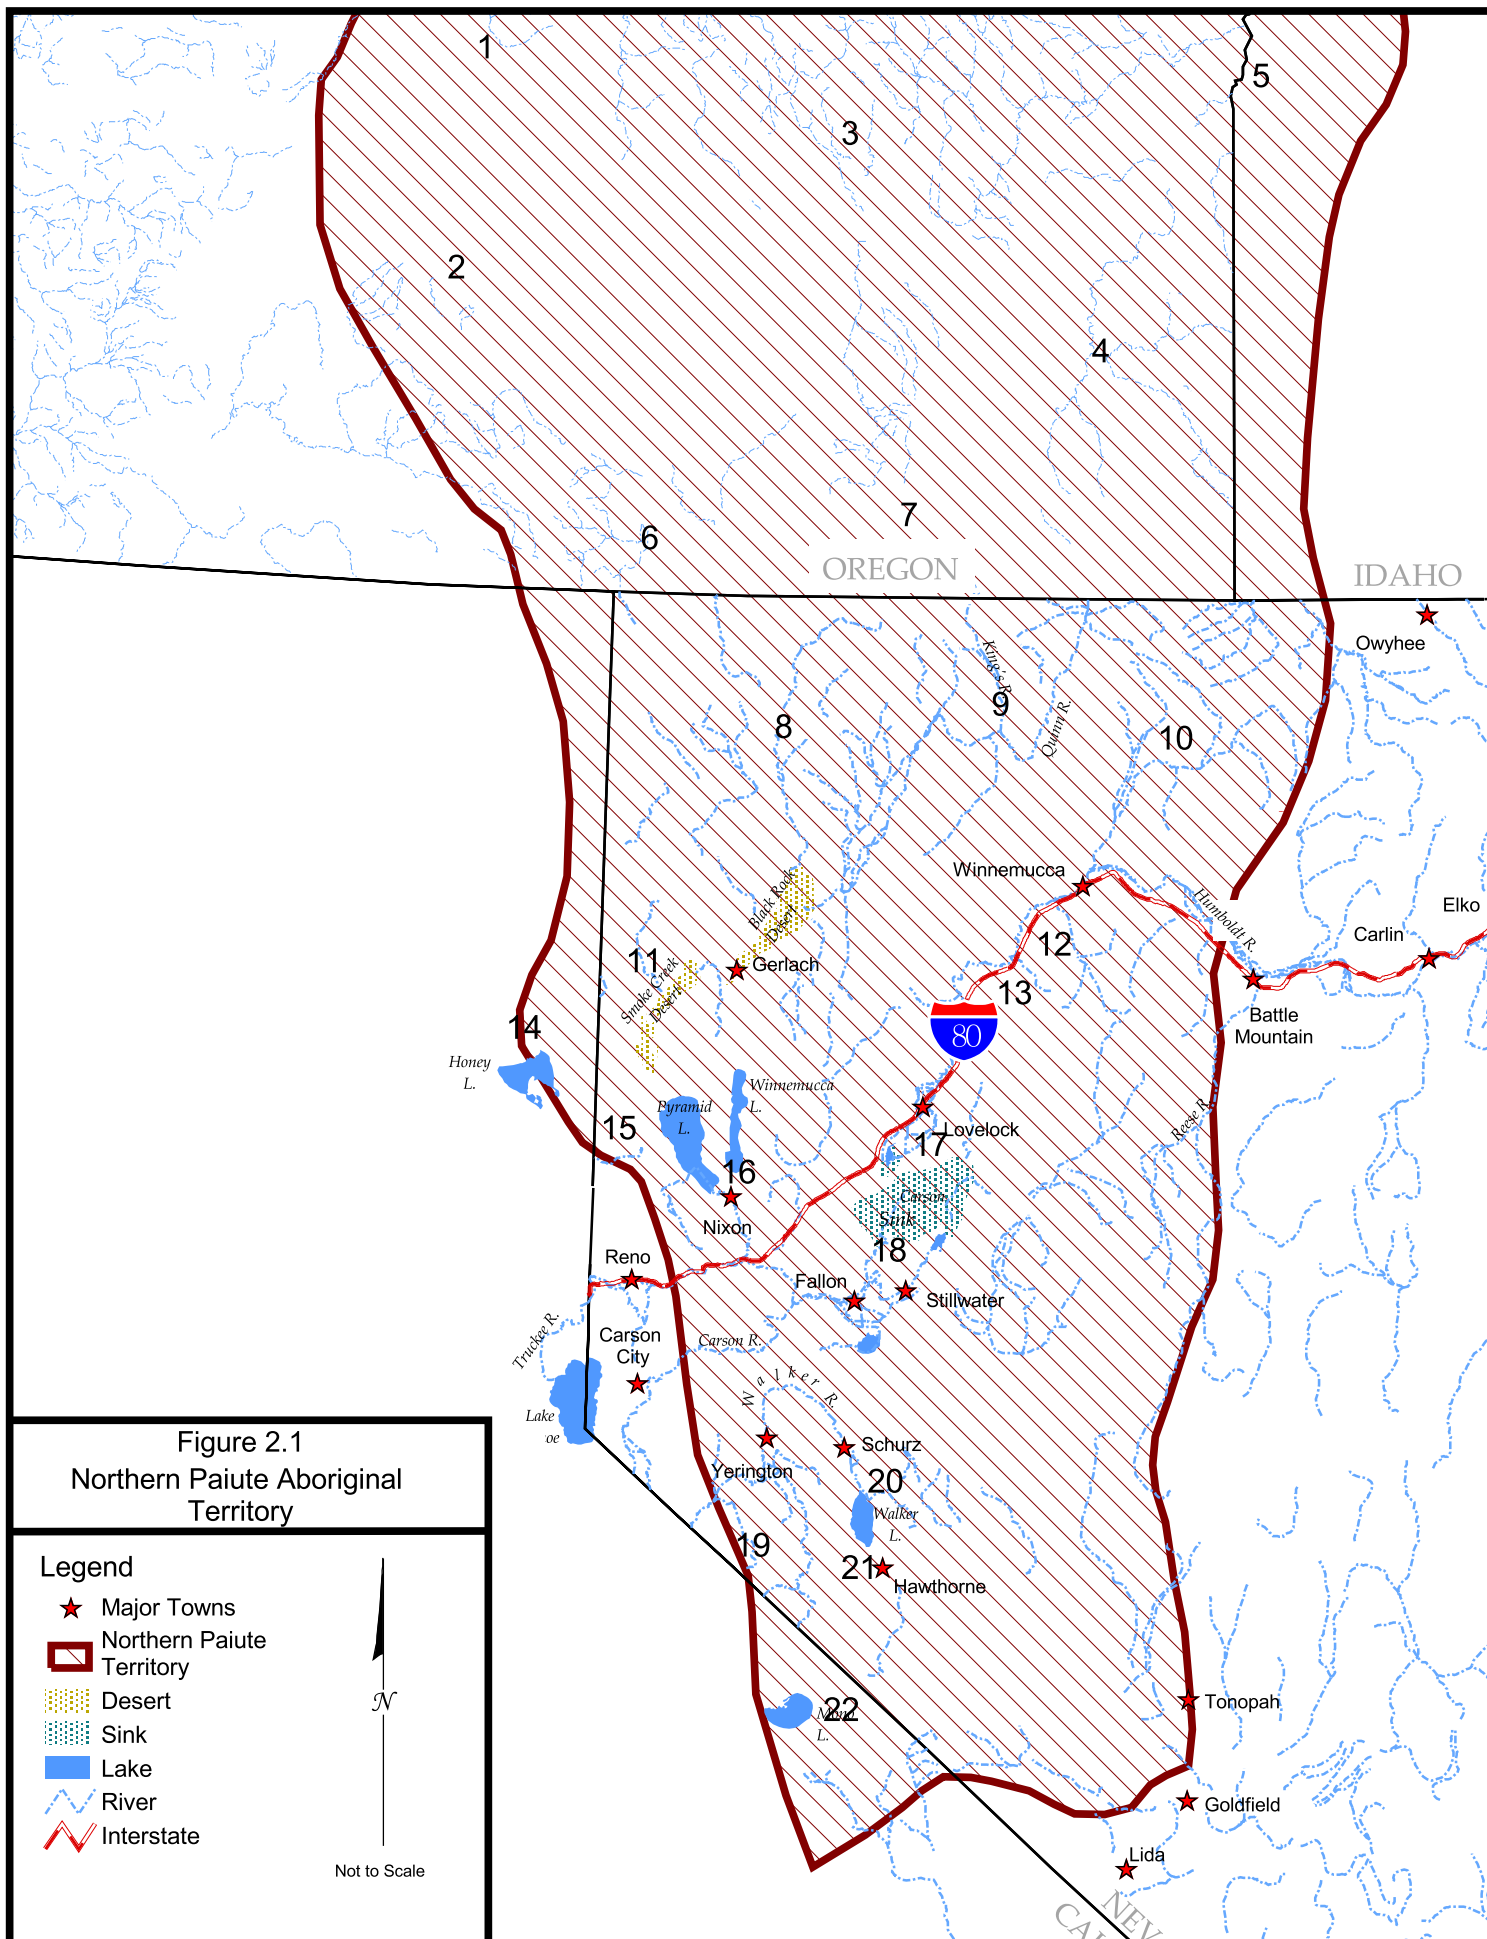 1
5
3
2
4
7
6
OREGON
IDAHO
Owyhee
King's R.
9
Quinn R.
8
10
Winnemucca
Humboldt R.
Elko
Carlin
Black Rock
Desert
12
11
Gerlach
Smoke Creek
Desert
13
80
Battle
Mountain
14
Honey
L.
Winnemucca
L.
Pyramid
L.
15
Lovelock
17
Reese R.
16
Carson
Sink
Nixon
18
Reno
Fallon
Stillwater
Truckee R.
Carson
City
Carson R.
Walker R.
Lake
oe
Schurz
Yerington
20
Walker
L.
19
21
Hawthorne
22
Mono
L.
Tonopah
Goldfield
Lida
NEV
CAL
Figure 2.1
Northern Paiute Aboriginal
Territory
Legend
Major Towns
Northern Paiute
Territory
Desert
Sink
Lake
River
Interstate
N
Not to Scale